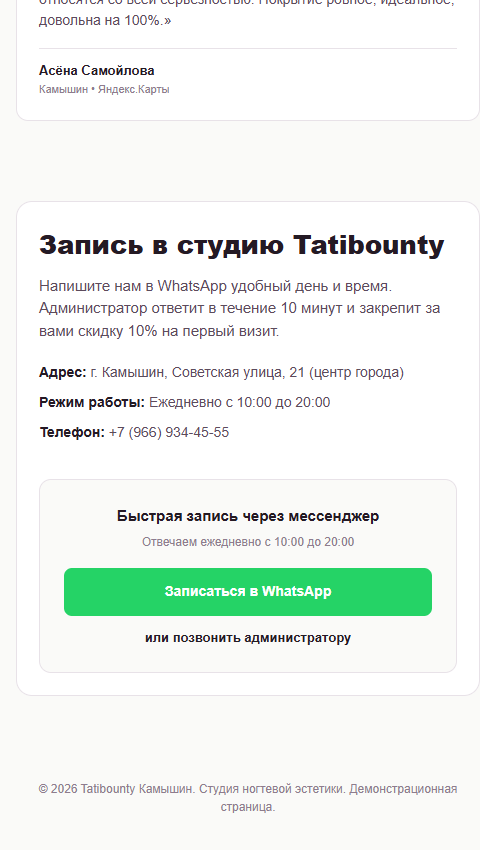 относятся со всей серьезностью. Покрытие ровное, идеальное,
довольна на 100%.»
Асёна Самойлова
Камышин • Яндекс.Карты
Запись в студию Tatibounty
Напишите нам в WhatsApp удобный день и время.
Администратор ответит в течение 10 минут и закрепит за
вами скидку 10% на первый визит.
Адрес: г. Камышин, Советская улица, 21 (центр города)
Режим работы: Ежедневно с 10:00 до 20:00
Телефон: +7 (966) 934-45-55
Быстрая запись через мессенджер
Отвечаем ежедневно с 10:00 до 20:00
Записаться в WhatsApp
или позвонить администратору
© 2026 Tatibounty Камышин. Студия ногтевой эстетики. Демонстрационная
страница.